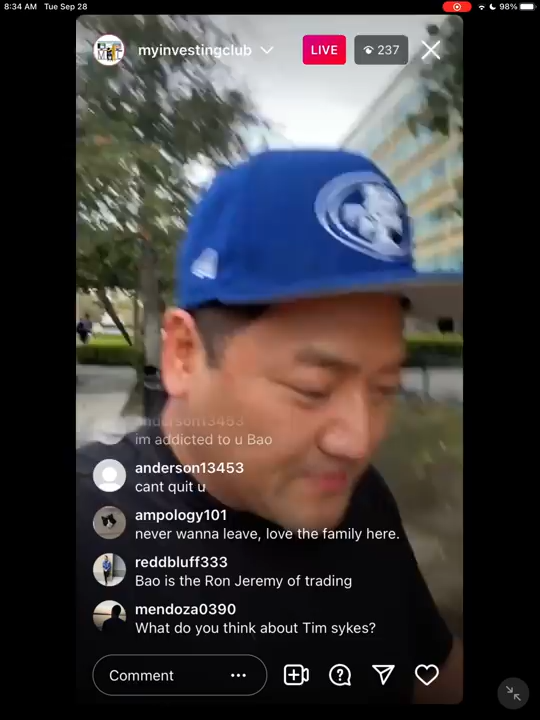 8:34 AM Tue Sep 28
98%
myinvestingclub
LIVE
237
anderson13453
im addicted to u Bao
anderson13453
cant quit u
ampology101
never wanna leave, love the family here.
reddbluff333
Bao is the Ron Jeremy of trading
mendoza0390
What do you think about Tim sykes?
Comment